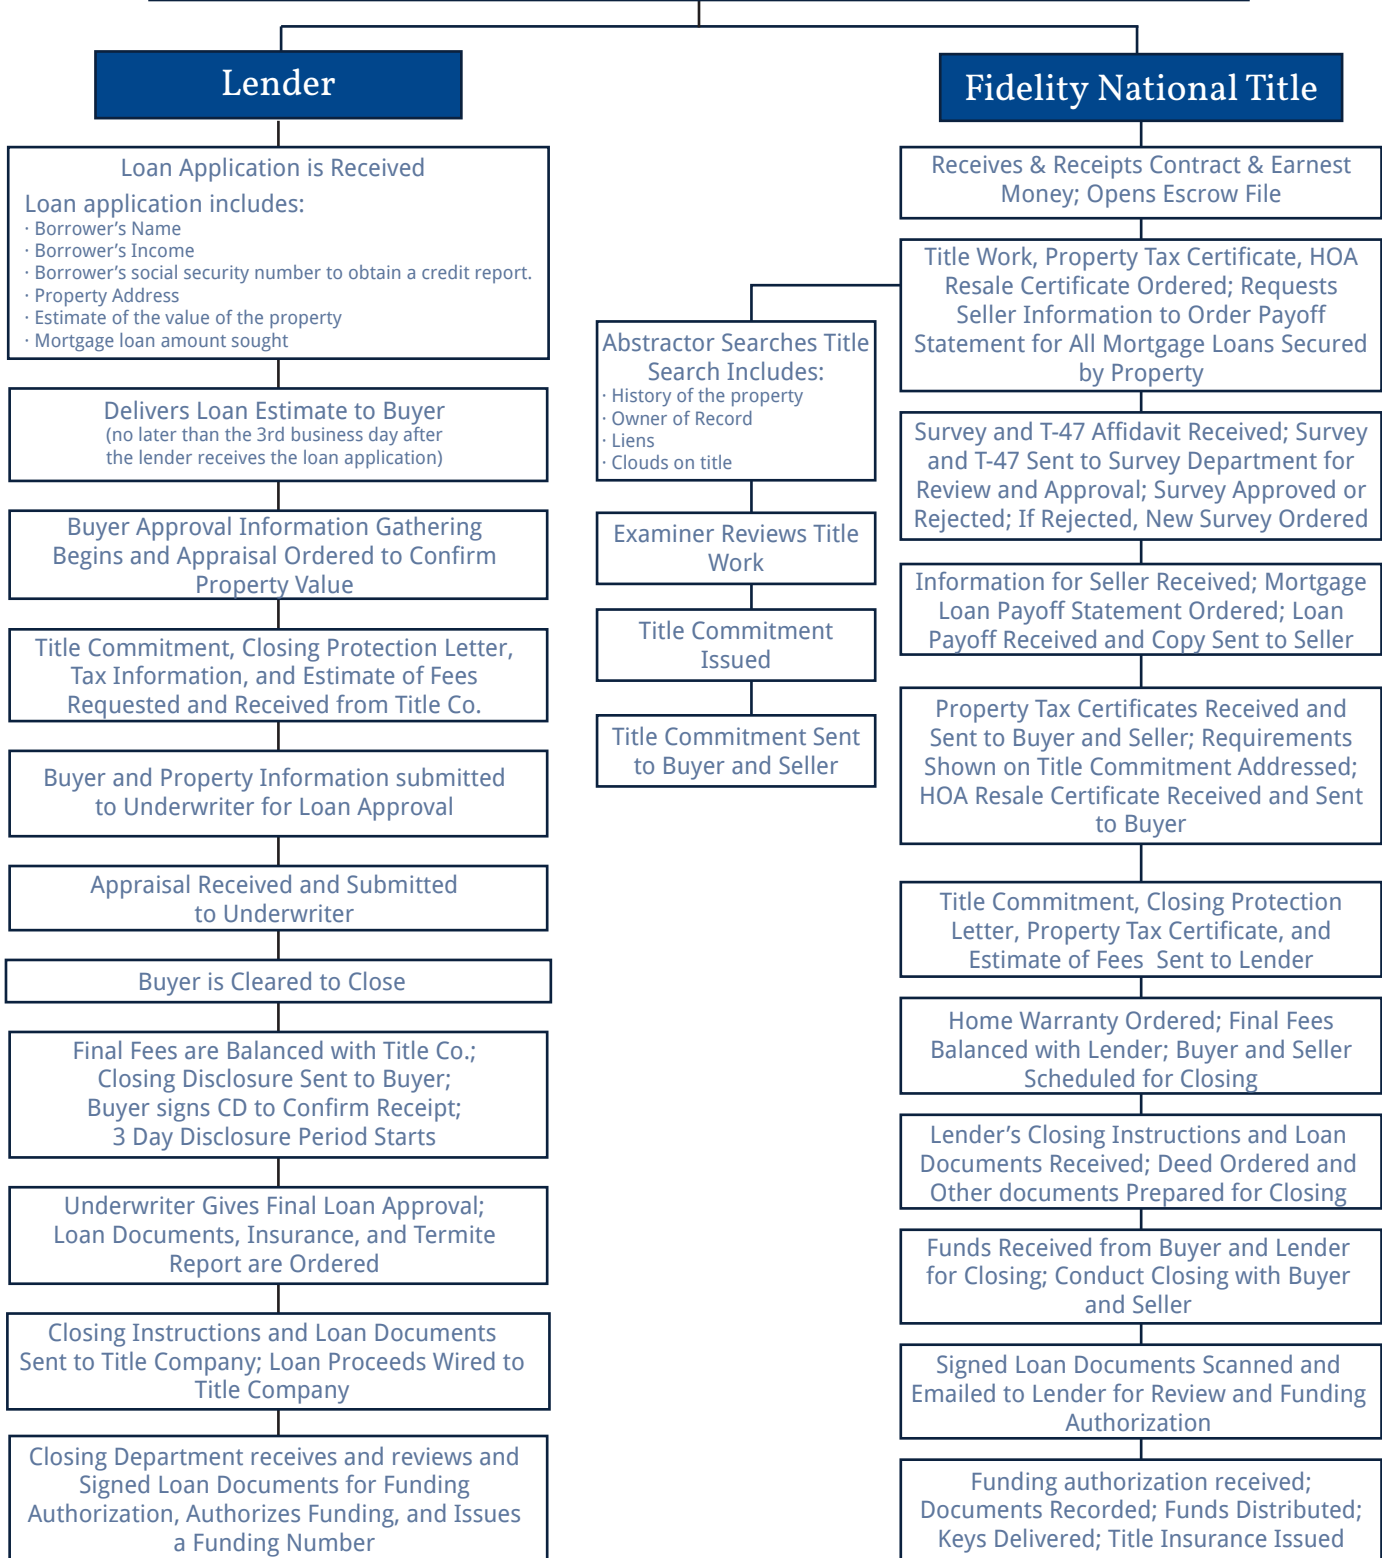 Lender
Loan Application is Received
Loan application includes:
· Borrower’s Name
· Borrower’s Income
· Borrower’s social security number to obtain a credit report.
· Property Address
· Estimate of the value of the property
· Mortgage loan amount sought
Delivers Loan Estimate to Buyer
(no later than the 3rd business day after
the lender receives the loan application)
Buyer Approval Information Gathering
Begins and Appraisal Ordered to Confirm
Property Value
Title Commitment, Closing Protection Letter,
Tax Information, and Estimate of Fees
Requested and Received from Title Co.
Buyer and Property Information submitted
to Underwriter for Loan Approval
Appraisal Received and Submitted
to Underwriter
Buyer is Cleared to Close
Final Fees are Balanced with Title Co.;
Closing Disclosure Sent to Buyer;
Buyer signs CD to Confirm Receipt;
3 Day Disclosure Period Starts
Underwriter Gives Final Loan Approval;
Loan Documents, Insurance, and Termite
Report are Ordered
Closing Instructions and Loan Documents
Sent to Title Company; Loan Proceeds Wired to
Title Company
Closing Department receives and reviews and
Signed Loan Documents for Funding
Authorization, Authorizes Funding, and Issues
a Funding Number
Abstractor Searches Title
Search Includes:
· History of the property
· Owner of Record
· Liens
· Clouds on title
Examiner Reviews Title
Work
Title Commitment
Issued
Title Commitment Sent
to Buyer and Seller
Fidelity National Title
Receives & Receipts Contract & Earnest
Money; Opens Escrow File
Title Work, Property Tax Certificate, HOA
Resale Certificate Ordered; Requests
Seller Information to Order Payoff
Statement for All Mortgage Loans Secured
by Property
Survey and T-47 Affidavit Received; Survey
and T-47 Sent to Survey Department for
Review and Approval; Survey Approved or
Rejected; If Rejected, New Survey Ordered
Information for Seller Received; Mortgage
Loan Payoff Statement Ordered; Loan
Payoff Received and Copy Sent to Seller
Property Tax Certificates Received and
Sent to Buyer and Seller; Requirements
Shown on Title Commitment Addressed;
HOA Resale Certificate Received and Sent
to Buyer
Title Commitment, Closing Protection
Letter, Property Tax Certificate, and
Estimate of Fees Sent to Lender
Home Warranty Ordered; Final Fees
Balanced with Lender; Buyer and Seller
Scheduled for Closing
Lender’s Closing Instructions and Loan
Documents Received; Deed Ordered and
Other documents Prepared for Closing
Funds Received from Buyer and Lender
for Closing; Conduct Closing with Buyer
and Seller
Signed Loan Documents Scanned and
Emailed to Lender for Review and Funding
Authorization
Funding authorization received;
Documents Recorded; Funds Distributed;
Keys Delivered; Title Insurance Issued